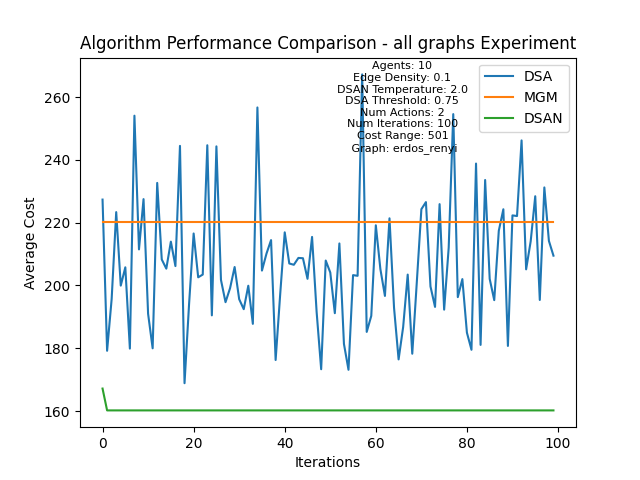 Algorithm Performance Comparison - all graphs Experiment
Agents: 10
Edge Density: 0.1
DSAN Temperature: 2.0
DSA Threshold: 0.75
Num Actions: 2
Num Iterations: 100
Cost Range: 501
Graph: erdos_renyi
DSA
MGM
DSAN
Average Cost
260
240
220
200
180
160
0
20
40
60
80
100
Iterations